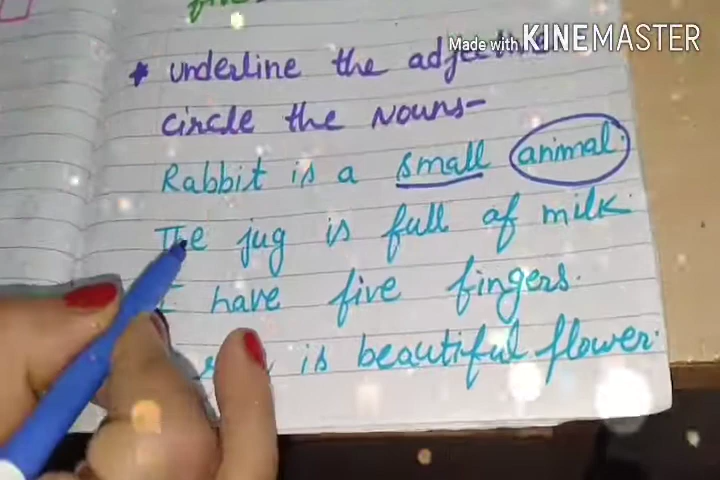 Made with KINEMASTER
* underline the
circle the Nouns-
Rabbit is a small animal.
The jug is full of milk
I have five fingers.
is beautiful flower.